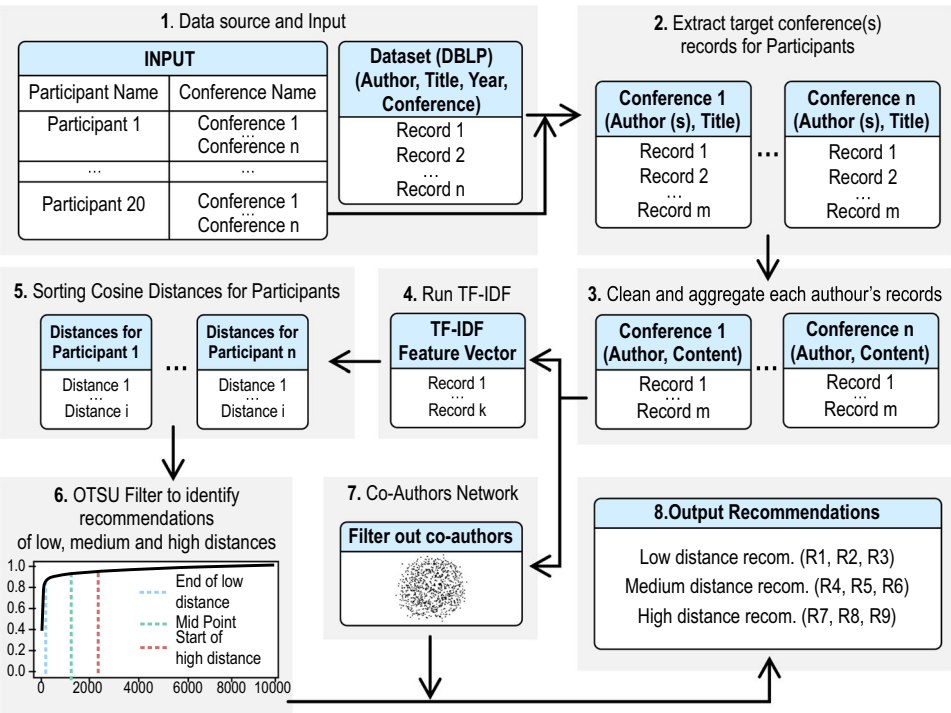 1. Data source and Input
INPUT
Participant Name
Conference Name
Participant 1
Conference 1
...
Conference n
...
...
Participant 20
Conference 1
...
Conference n
Dataset (DBLP)
(Author, Title, Year,
Conference)
Record 1
Record 2
...
Record n
2. Extract target conference(s)
records for Participants
Conference 1
(Author (s), Title)
Record 1
Record 2
...
Record m
...
Conference n
(Author (s), Title)
Record 1
Record 2
...
Record m
3. Clean and aggregate each authour's records
Conference 1
(Author, Content)
Record 1
...
Record m
...
Conference n
(Author, Content)
Record 1
...
Record m
4. Run TF-IDF
TF-IDF
Feature Vector
Record 1
...
Record k
5. Sorting Cosine Distances for Participants
Distances for
Participant 1
Distance 1
...
Distance i
...
Distances for
Participant n
Distance 1
...
Distance i
6. OTSU Filter to identify
recommendations
of low, medium and high distances
1.0
0.8
0.6
0.4
0.2
0.0
0
2000
4000
6000
8000
10000
End of low
distance
Mid Point
Start of
high distance
7. Co-Authors Network
Filter out co-authors
8.Output Recommendations
Low distance recom. (R1, R2, R3)
Medium distance recom. (R4, R5, R6)
High distance recom. (R7, R8, R9)